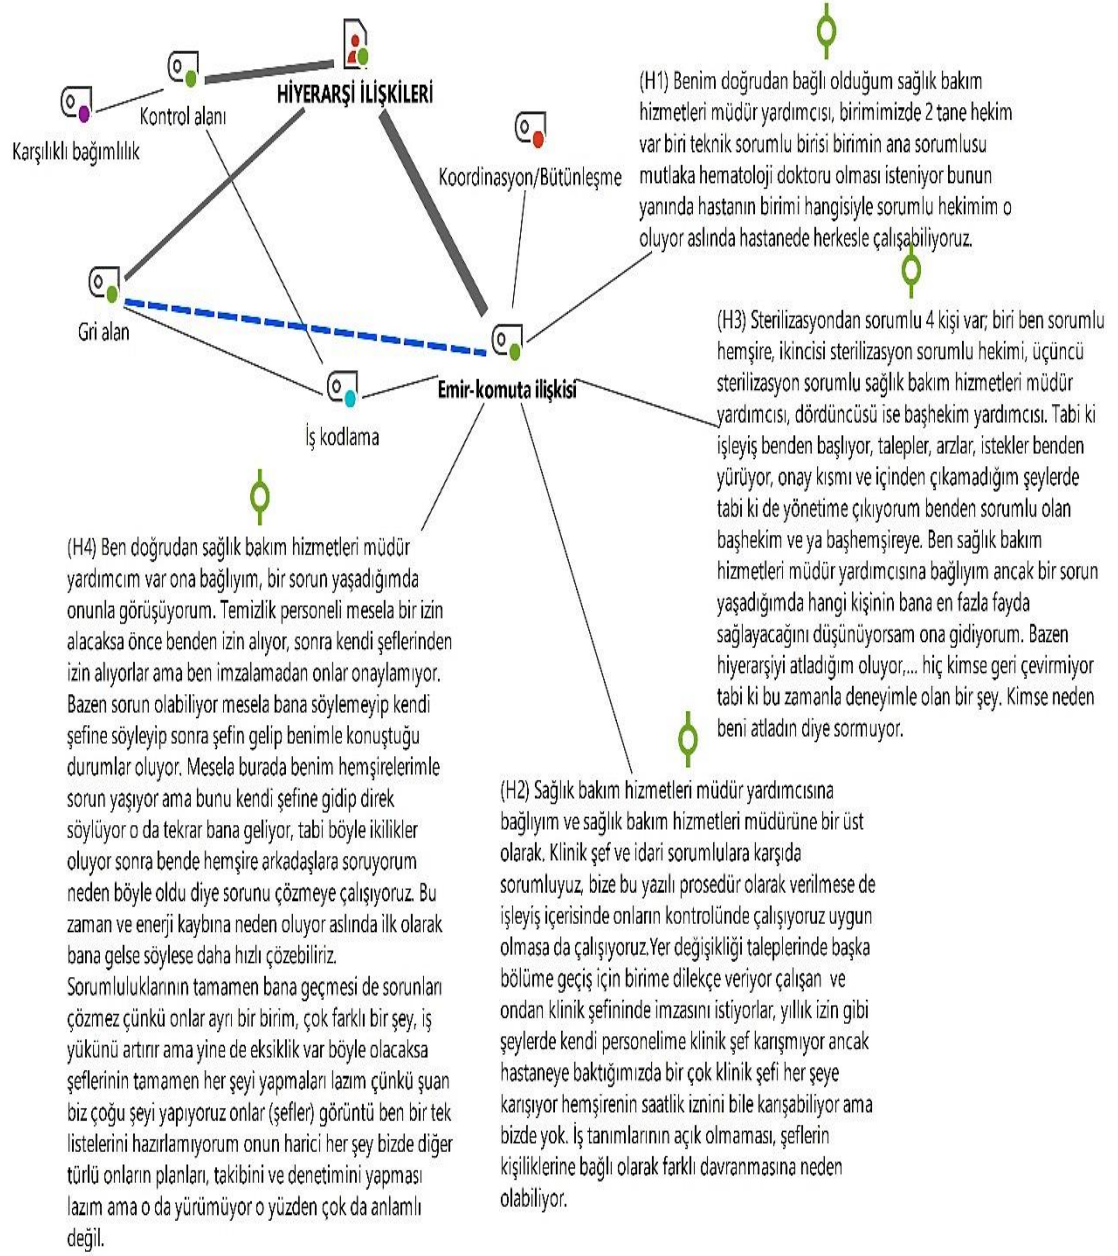 HİYERARŞİ İLİŞKİLERİ
Kontrol alanı
Karşılıklı bağımlılık
Koordinasyon/Bütünleşme
Gri alan
Emir-komuta ilişkisi
İş kodlama
(H1) Benim doğrudan bağlı olduğum sağlık bakım
hizmetleri müdür yardımcısı, birimimizde 2 tane hekim
var biri teknik sorumlu birisi birimin ana sorumlusu
mutlaka hematoloji doktoru olması isteniyor bunun
yanında hastanın birimi hangisiyle sorumlu hekimim o
oluyor aslında hastanede herkesle çalışabiliyoruz.
(H3) Sterilizasyondan sorumlu 4 kişi var; biri ben sorumlu
hemşire, ikincisi sterilizasyon sorumlu hekimi, üçüncü
sterilizasyon sorumlu sağlık bakım hizmetleri müdür
yardımcısı, dördüncüsü ise başhekim yardımcısı. Tabi ki
işleyiş benden başlıyor, talepler, arzlar, istekler benden
yürüyor, onay kısmı ve içinden çıkamadığım şeylerde
tabi ki de yönetime çıkıyorum benden sorumlu olan
başhekim ve ya başhemşireye. Ben sağlık bakım
hizmetleri müdür yardımcısına bağlıyım ancak bir sorun
yaşadığımda hangi kişinin bana en fazla fayda
sağlayacağını düşünüyorsam ona gidiyorum. Bazen
hiyerarşiyi atladığım oluyor,... hiç kimse geri çevirmiyor
tabi ki bu zamanla deneyimle olan bir şey. Kimse neden
beni atladın diye sormuyor.
(H4) Ben doğrudan sağlık bakım hizmetleri müdür
yardımcım var ona bağlıyım, bir sorun yaşadığımda
onunla görüşüyorum. Temizlik personeli mesela bir izin
alacaksa önce benden izin alıyor, sonra kendi şeflerinden
izin alıyorlar ama ben imzalamadan onlar onaylamıyor.
Bazen sorun olabiliyor mesela bana söylemeyip kendi
şefine söyleyip sonra şefin gelip benimle konuştuğu
durumlar oluyor. Mesela burada benim hemşirelerimle
sorun yaşıyor ama bunu kendi şefine gidip direk
söylüyor o da tekrar bana geliyor, tabi böyle ikilikler
oluyor sonra bende hemşire arkadaşlara soruyorum
neden böyle oldu diye sorunu çözmeye çalışıyoruz. Bu
zaman ve enerji kaybına neden oluyor aslında ilk olarak
bana gelse söylese daha hızlı çözebiliriz.
Sorumluluklarının tamamen bana geçmesi de sorunları
çözmez çünkü onlar ayrı bir birim, çok farklı bir şey, iş
yükünü artırır ama yine de eksiklik var böyle olacaksa
şeflerinin tamamen her şeyi yapmaları lazım çünkü şuan
biz çoğu şeyi yapıyoruz onlar (şefler) görüntü ben bir tek
listelerini hazırlamıyorum onun harici her şey bizde diğer
türlü onların planları, takibini ve denetimini yapması
lazım ama o da yürümüyor o yüzden çok da anlamlı
değil.
(H2) Sağlık bakım hizmetleri müdür yardımcısına
bağlıyım ve sağlık bakım hizmetleri müdürüne bir üst
olarak. Klinik şef ve idari sorumlulara karşıda
sorumluyuz, bize bu yazılı prosedür olarak verilmese de
işleyiş içerisinde onların kontrolünde çalışıyoruz uygun
olmasa da çalışıyoruz.Yer değişikliği taleplerinde başka
bölüme geçiş için birime dilekçe veriyor çalışan ve
ondan klinik şefininde imzasını istiyorlar, yıllık izin gibi
şeylerde kendi personelime klinik şef karışmıyor ancak
hastaneye baktığımızda bir çok klinik şefi her şeye
karışıyor hemşirenin saatlik iznini bile karışabiliyor ama
bizde yok. İş tanımlarının açık olmaması, şeflerin
kişiliklerine bağlı olarak farklı davranmasına neden
olabiliyor.